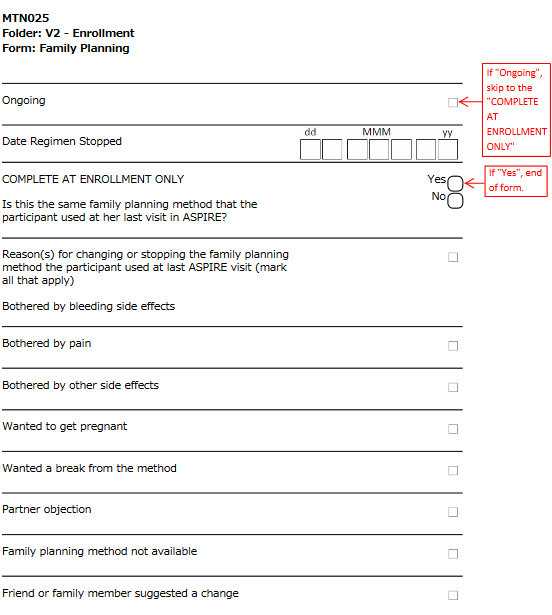 MTN025
Folder: V2 - Enrollment
Form: Family Planning
Ongoing
If "Ongoing",
skip to the
"COMPLETE
AT
ENROLLMENT
ONLY"
dd MMM yy
Date Regimen Stopped
COMPLETE AT ENROLLMENT ONLY
Yes
If "Yes", end
of form.
No
Is this the same family planning method that the
participant used at her last visit in ASPIRE?
Reason(s) for changing or stopping the family planning
method the participant used at last ASPIRE visit (mark
all that apply)
Bothered by bleeding side effects
Bothered by pain
Bothered by other side effects
Wanted to get pregnant
Wanted a break from the method
Partner objection
Family planning method not available
Friend or family member suggested a change